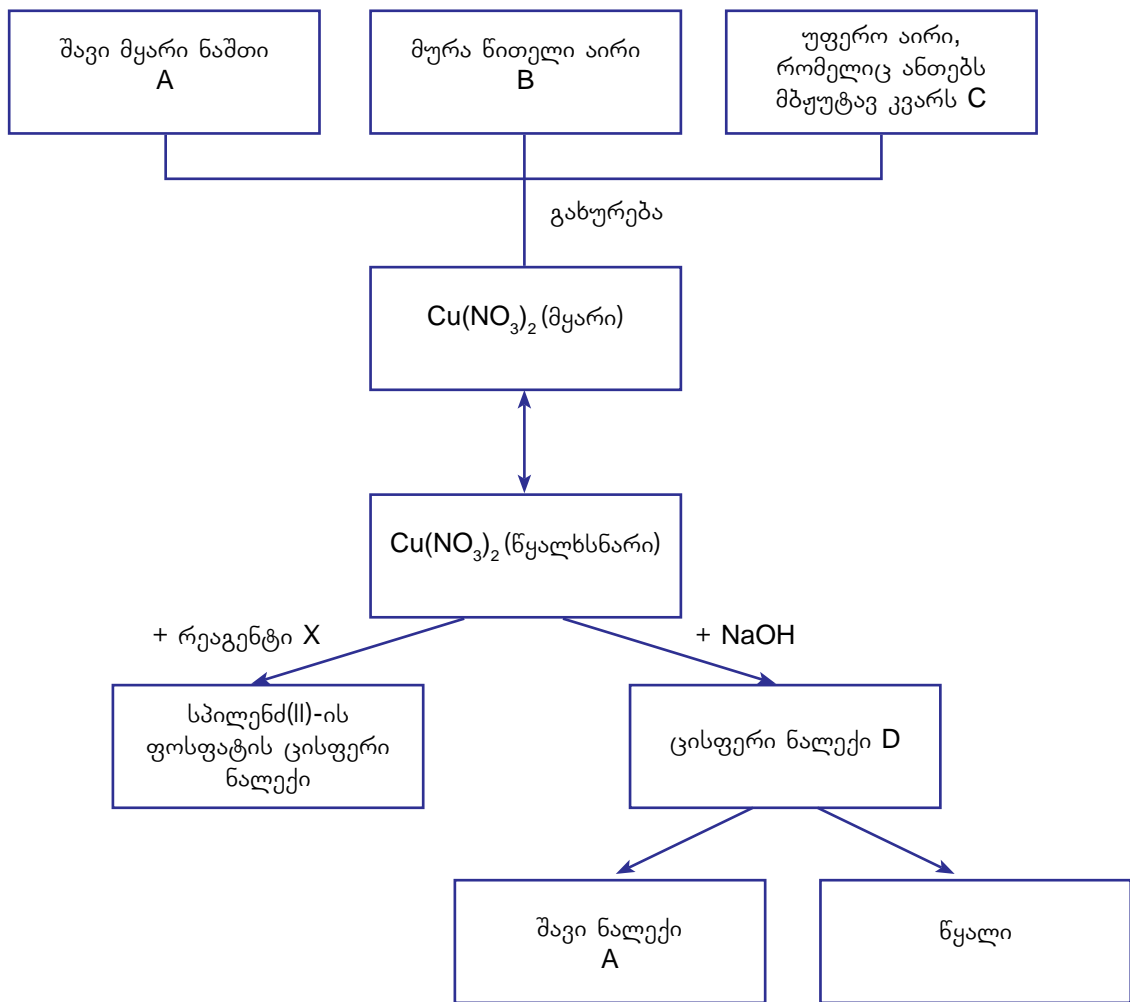 შავი მყარი ნაშთი
A
მურა წითელი აირი
B
უფერო აირი,
რომელიც ანთებს
მბჟუტავ კვარს C
გახურება
Cu(NO₃)₂ (მყარი)
Cu(NO₃)₂ (წყალხსნარი)
+ რეაგენტი X
+ NaOH
სპილენძ(II)-ის
ფოსფატის ცისფერი
ნალექი
ცისფერი ნალექი D
შავი ნალექი
A
წყალი